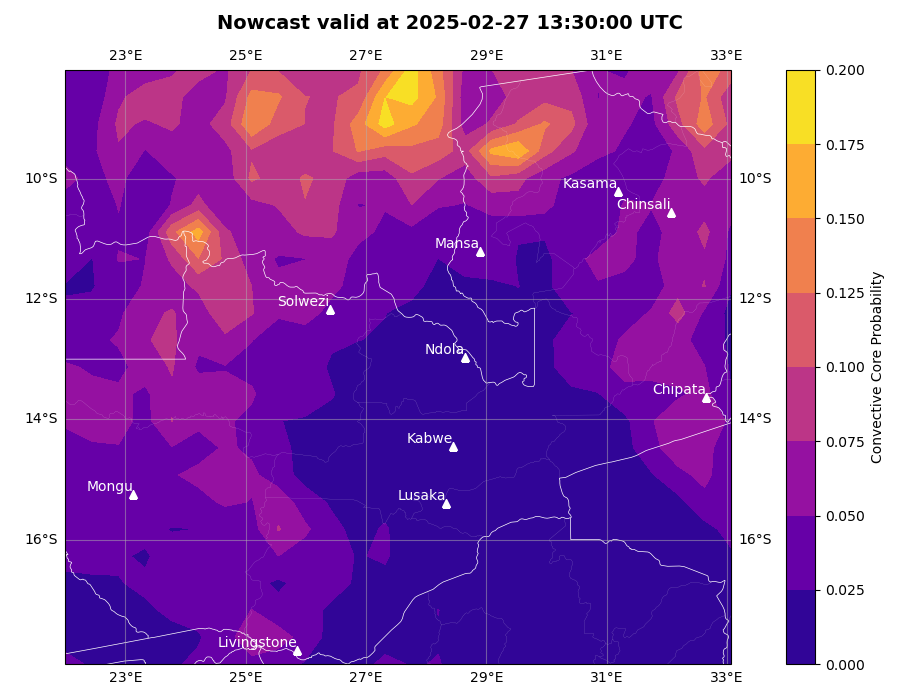 Nowcast valid at 2025-02-27 13:30:00 UTC
23°E 25°E 27°E 29°E 31°E 33°E
0.200
0.175
10°S Kasama 10°S
Chinsali
0.150
Mansa
12°S Solwezi 12°S
0.125
Ndola
0.100
Chipata
14°S 14°S
Kabwe
0.075
Mongu Lusaka
0.050
16°S 16°S
0.025
Livingstone
0.000
23°E 25°E 27°E 29°E 31°E 33°E
Convective Core Probability